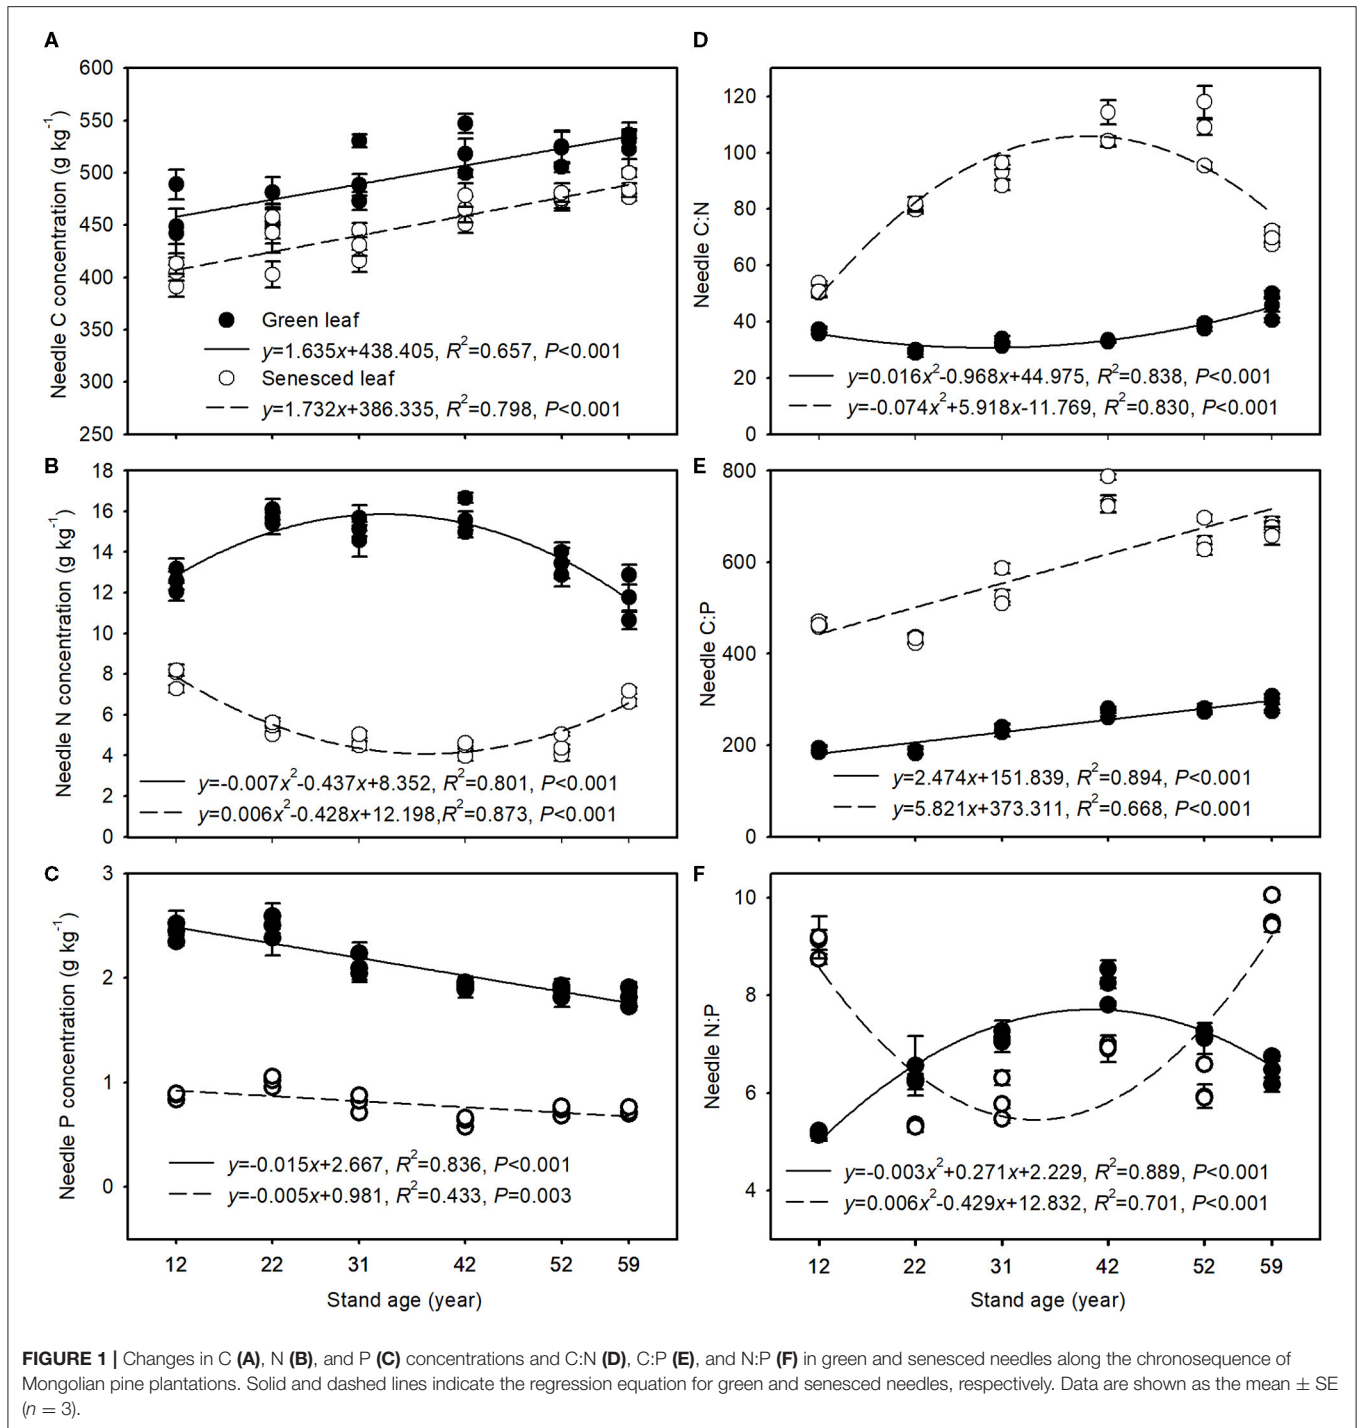 A
600
550
500
450
400
350
300
250
Needle C concentration (g kg⁻¹)
Green leaf
y=1.635x+438.405, R²=0.657, P<0.001
Senesced leaf
y=1.732x+386.335, R²=0.798, P<0.001
B
18
16
14
12
10
8
6
4
2
0
Needle N concentration (g kg⁻¹)
y=-0.007x²-0.437x+8.352, R²=0.801, P<0.001
y=0.006x²-0.428x+12.198,R²=0.873, P<0.001
C
3
2
1
0
Needle P concentration (g kg⁻¹)
y=-0.015x+2.667, R²=0.836, P<0.001
y=-0.005x+0.981, R²=0.433, P=0.003
12 22 31 42 52 59
Stand age (year)
D
120
100
80
60
40
20
0
Needle C:N
y=0.016x²-0.968x+44.975, R²=0.838, P<0.001
y=-0.074x²+5.918x-11.769, R²=0.830, P<0.001
E
800
600
400
200
0
Needle C:P
y=2.474x+151.839, R²=0.894, P<0.001
y=5.821x+373.311, R²=0.668, P<0.001
F
10
8
6
4
Needle N:P
y=-0.003x²+0.271x+2.229, R²=0.889, P<0.001
y=0.006x²-0.429x+12.832, R²=0.701, P<0.001
12 22 31 42 52 59
Stand age (year)
FIGURE 1 | Changes in C (A), N (B), and P (C) concentrations and C:N (D), C:P (E), and N:P (F) in green and senesced needles along the chronosequence of
Mongolian pine plantations. Solid and dashed lines indicate the regression equation for green and senesced needles, respectively. Data are shown as the mean ± SE
(n = 3).